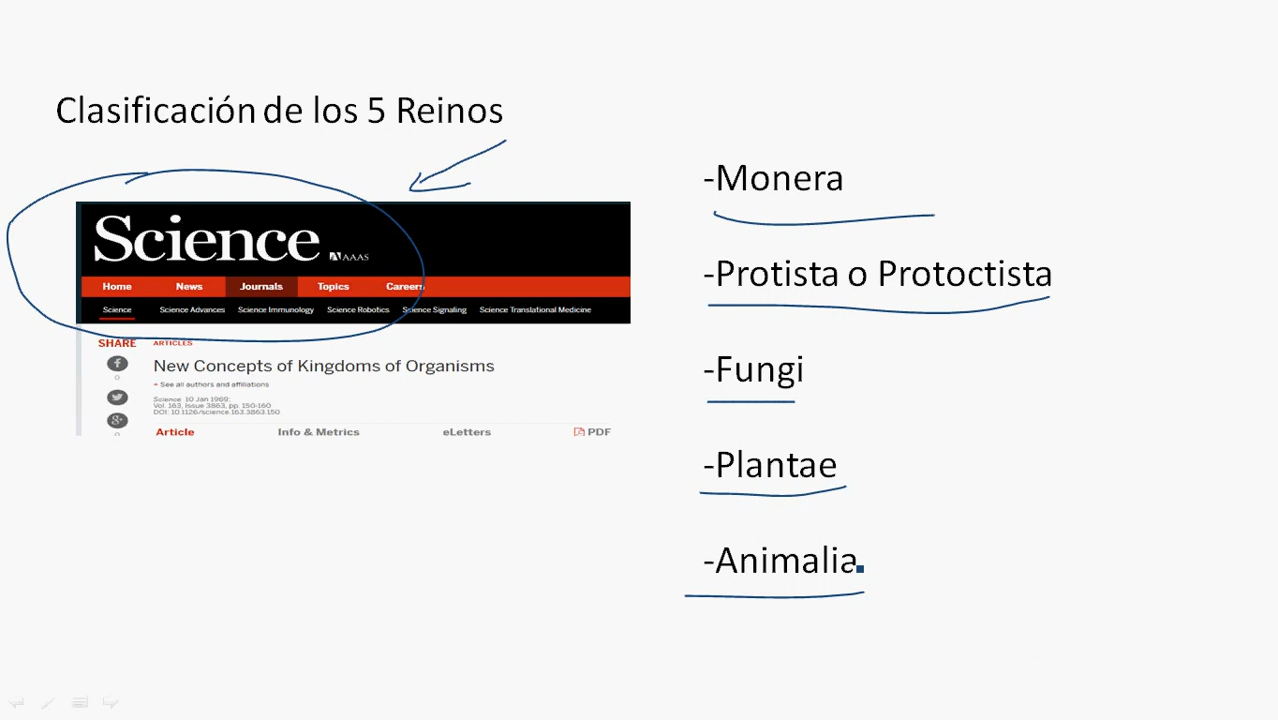 Clasificación de los 5 Reinos
Science AAAS
Home News Journals Topics Careers
Science Science Advances Science Immunology Science Robotics Science Signaling Science Translational Medicine
SHARE
ARTICLES
New Concepts of Kingdoms of Organisms
+ See all authors and affiliations
Science 10 Jan 1969:
Vol. 163, Issue 3863, pp. 150-160
DOI: 10.1126/science.163.3863.150
0
0
Article Info & Metrics eLetters PDF
-Monera
-Protista o Protoctista
-Fungi
-Plantae
-Animalia